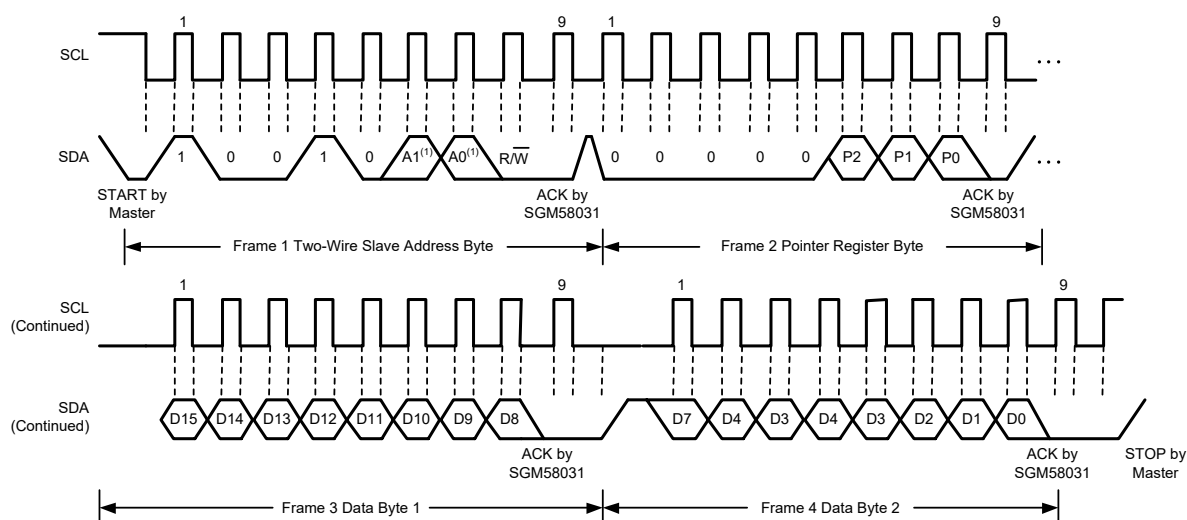 1 9 1 9
SCL ...
SDA 1 0 0 1 0 A1(1) A0(1) R/W̅ 0 0 0 0 0 P2 P1 P0 ...
START by Master
ACK by SGM58031
ACK by SGM58031
Frame 1 Two-Wire Slave Address Byte
Frame 2 Pointer Register Byte
1 9 1 9
SCL (Continued)
SDA (Continued) D15 D14 D13 D12 D11 D10 D9 D8 D7 D4 D3 D4 D3 D2 D1 D0
ACK by SGM58031
ACK by SGM58031
STOP by Master
Frame 3 Data Byte 1
Frame 4 Data Byte 2